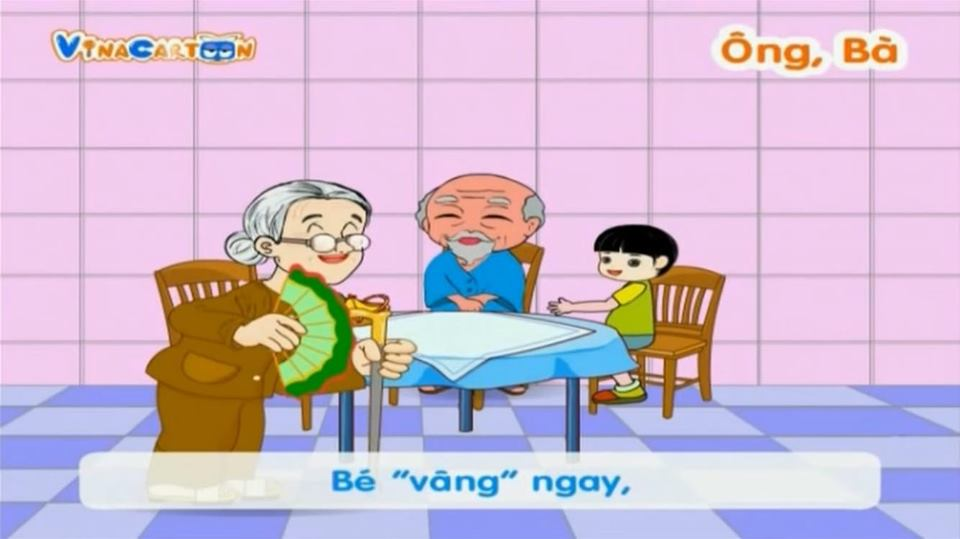 VINACARTOON
Ông, Bà
Bé “vâng” ngay,